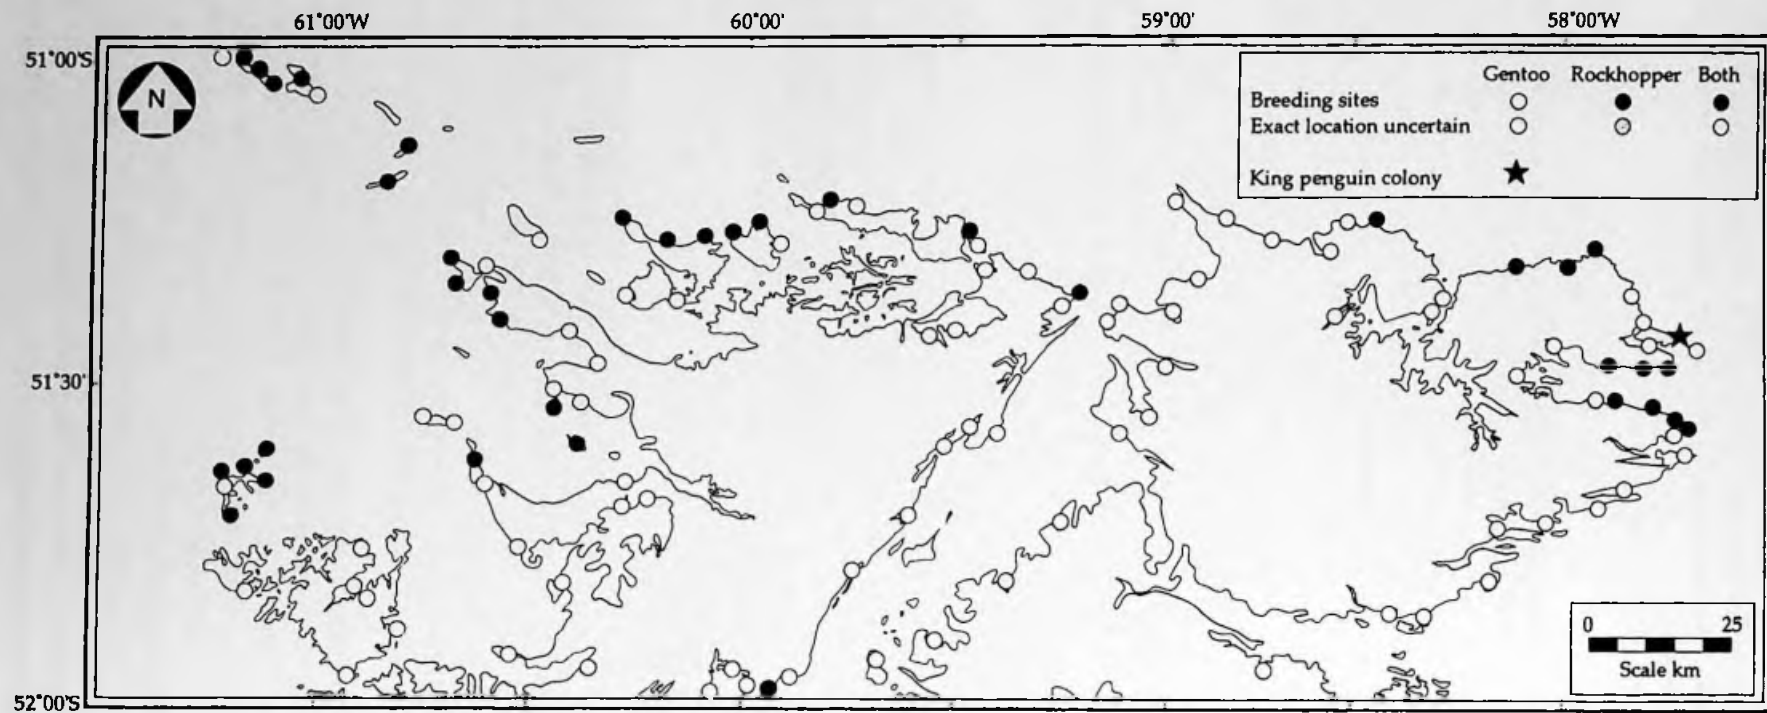 61°00'W 60°00' 59°00' 58°00'W
51°00'S
N
Gentoo Rockhopper Both
Breeding sites
Exact location uncertain
King penguin colony
51°30'
0 25
Scale km
52°00'S